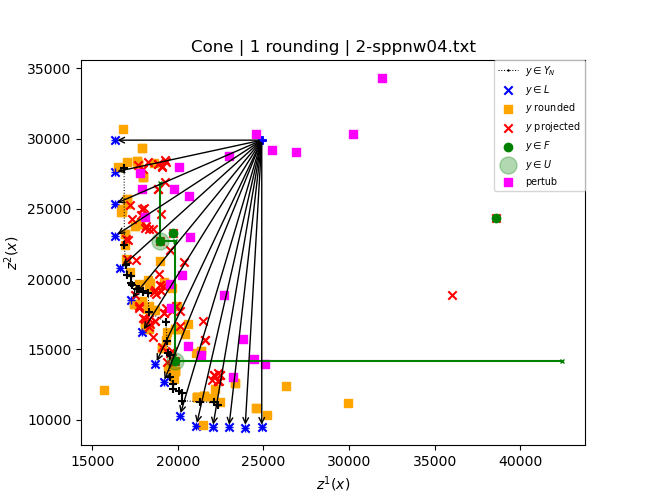 Cone | 1 rounding | 2-sppnw04.txt
35000
30000
25000
20000
15000
10000
z²(x)
15000 20000 25000 30000 35000 40000
z¹(x)
y ∈ Y_N
y ∈ L
y rounded
y projected
y ∈ F
y ∈ U
pertub